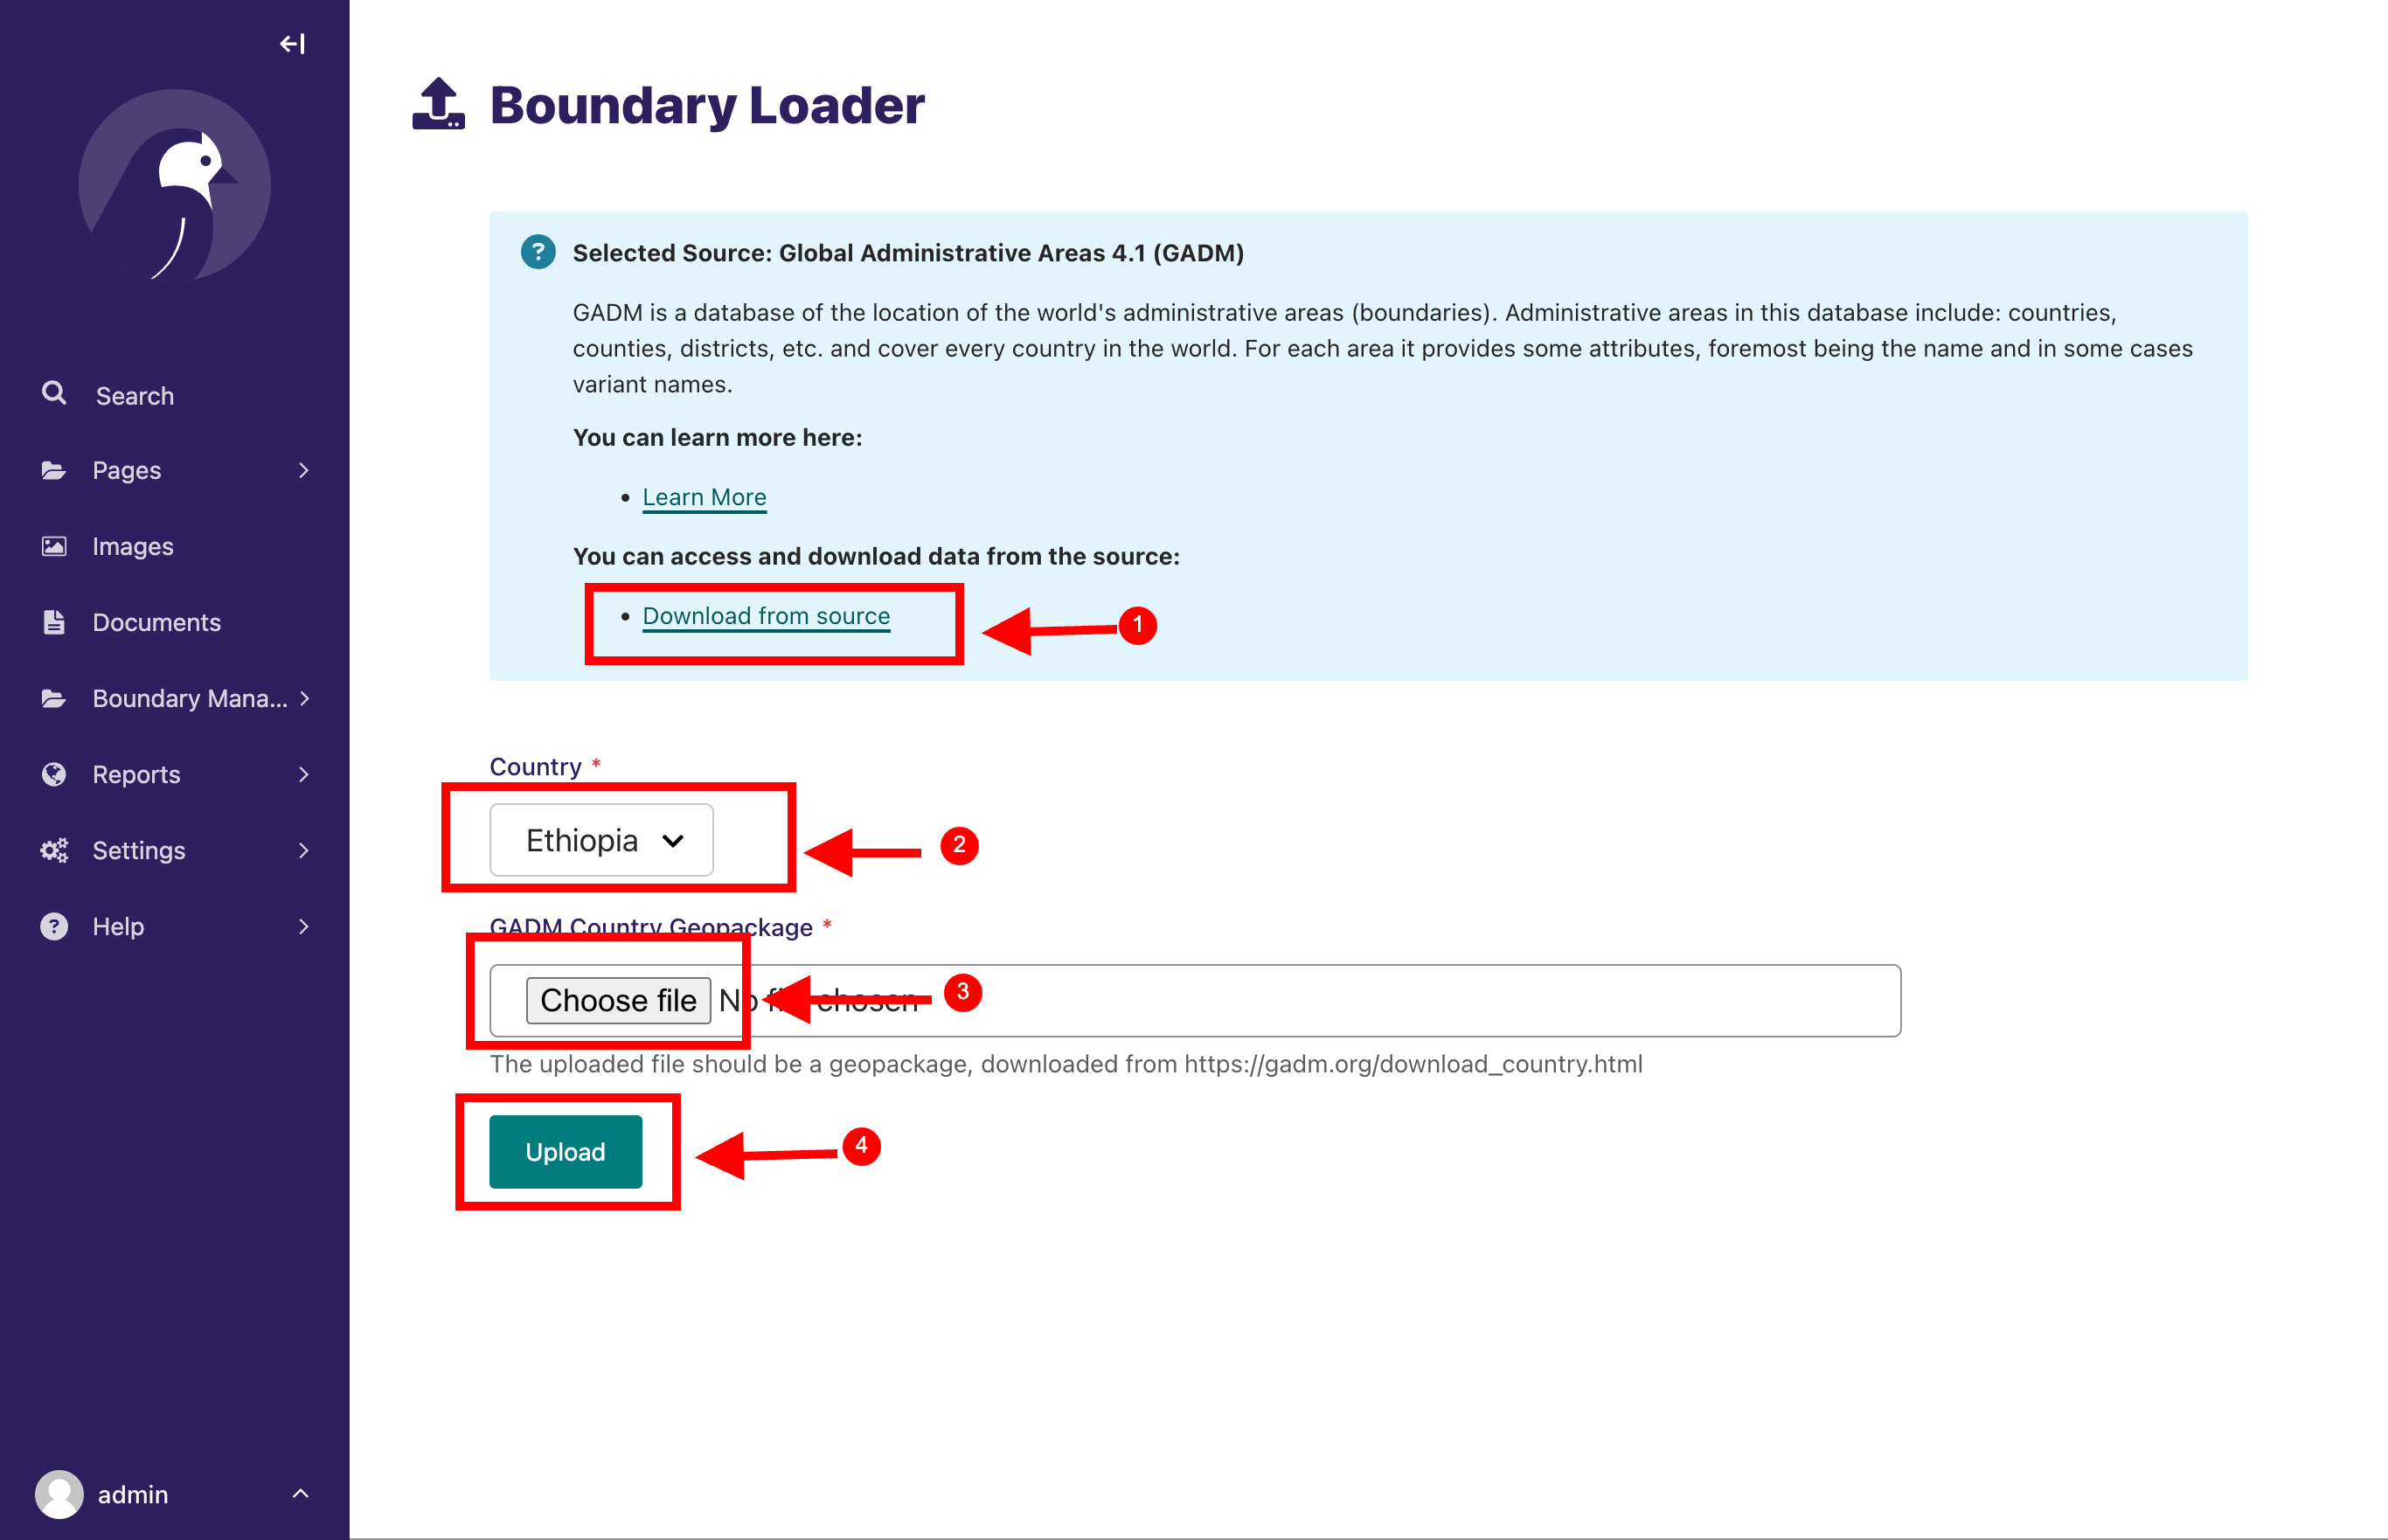 Boundary Loader
? Selected Source: Global Administrative Areas 4.1 (GADM)
GADM is a database of the location of the world's administrative areas (boundaries). Administrative areas in this database include: countries,
counties, districts, etc. and cover every country in the world. For each area it provides some attributes, foremost being the name and in some cases
variant names.
You can learn more here:
• Learn More
You can access and download data from the source:
• Download from source
1
Search
Pages
Images
Documents
Boundary Mana...
Reports
Settings
? Help
admin
Country *
Ethiopia
2
GADM Country Geopackage *
Choose file No file chosen
3
The uploaded file should be a geopackage, downloaded from https://gadm.org/download_country.html
Upload
4